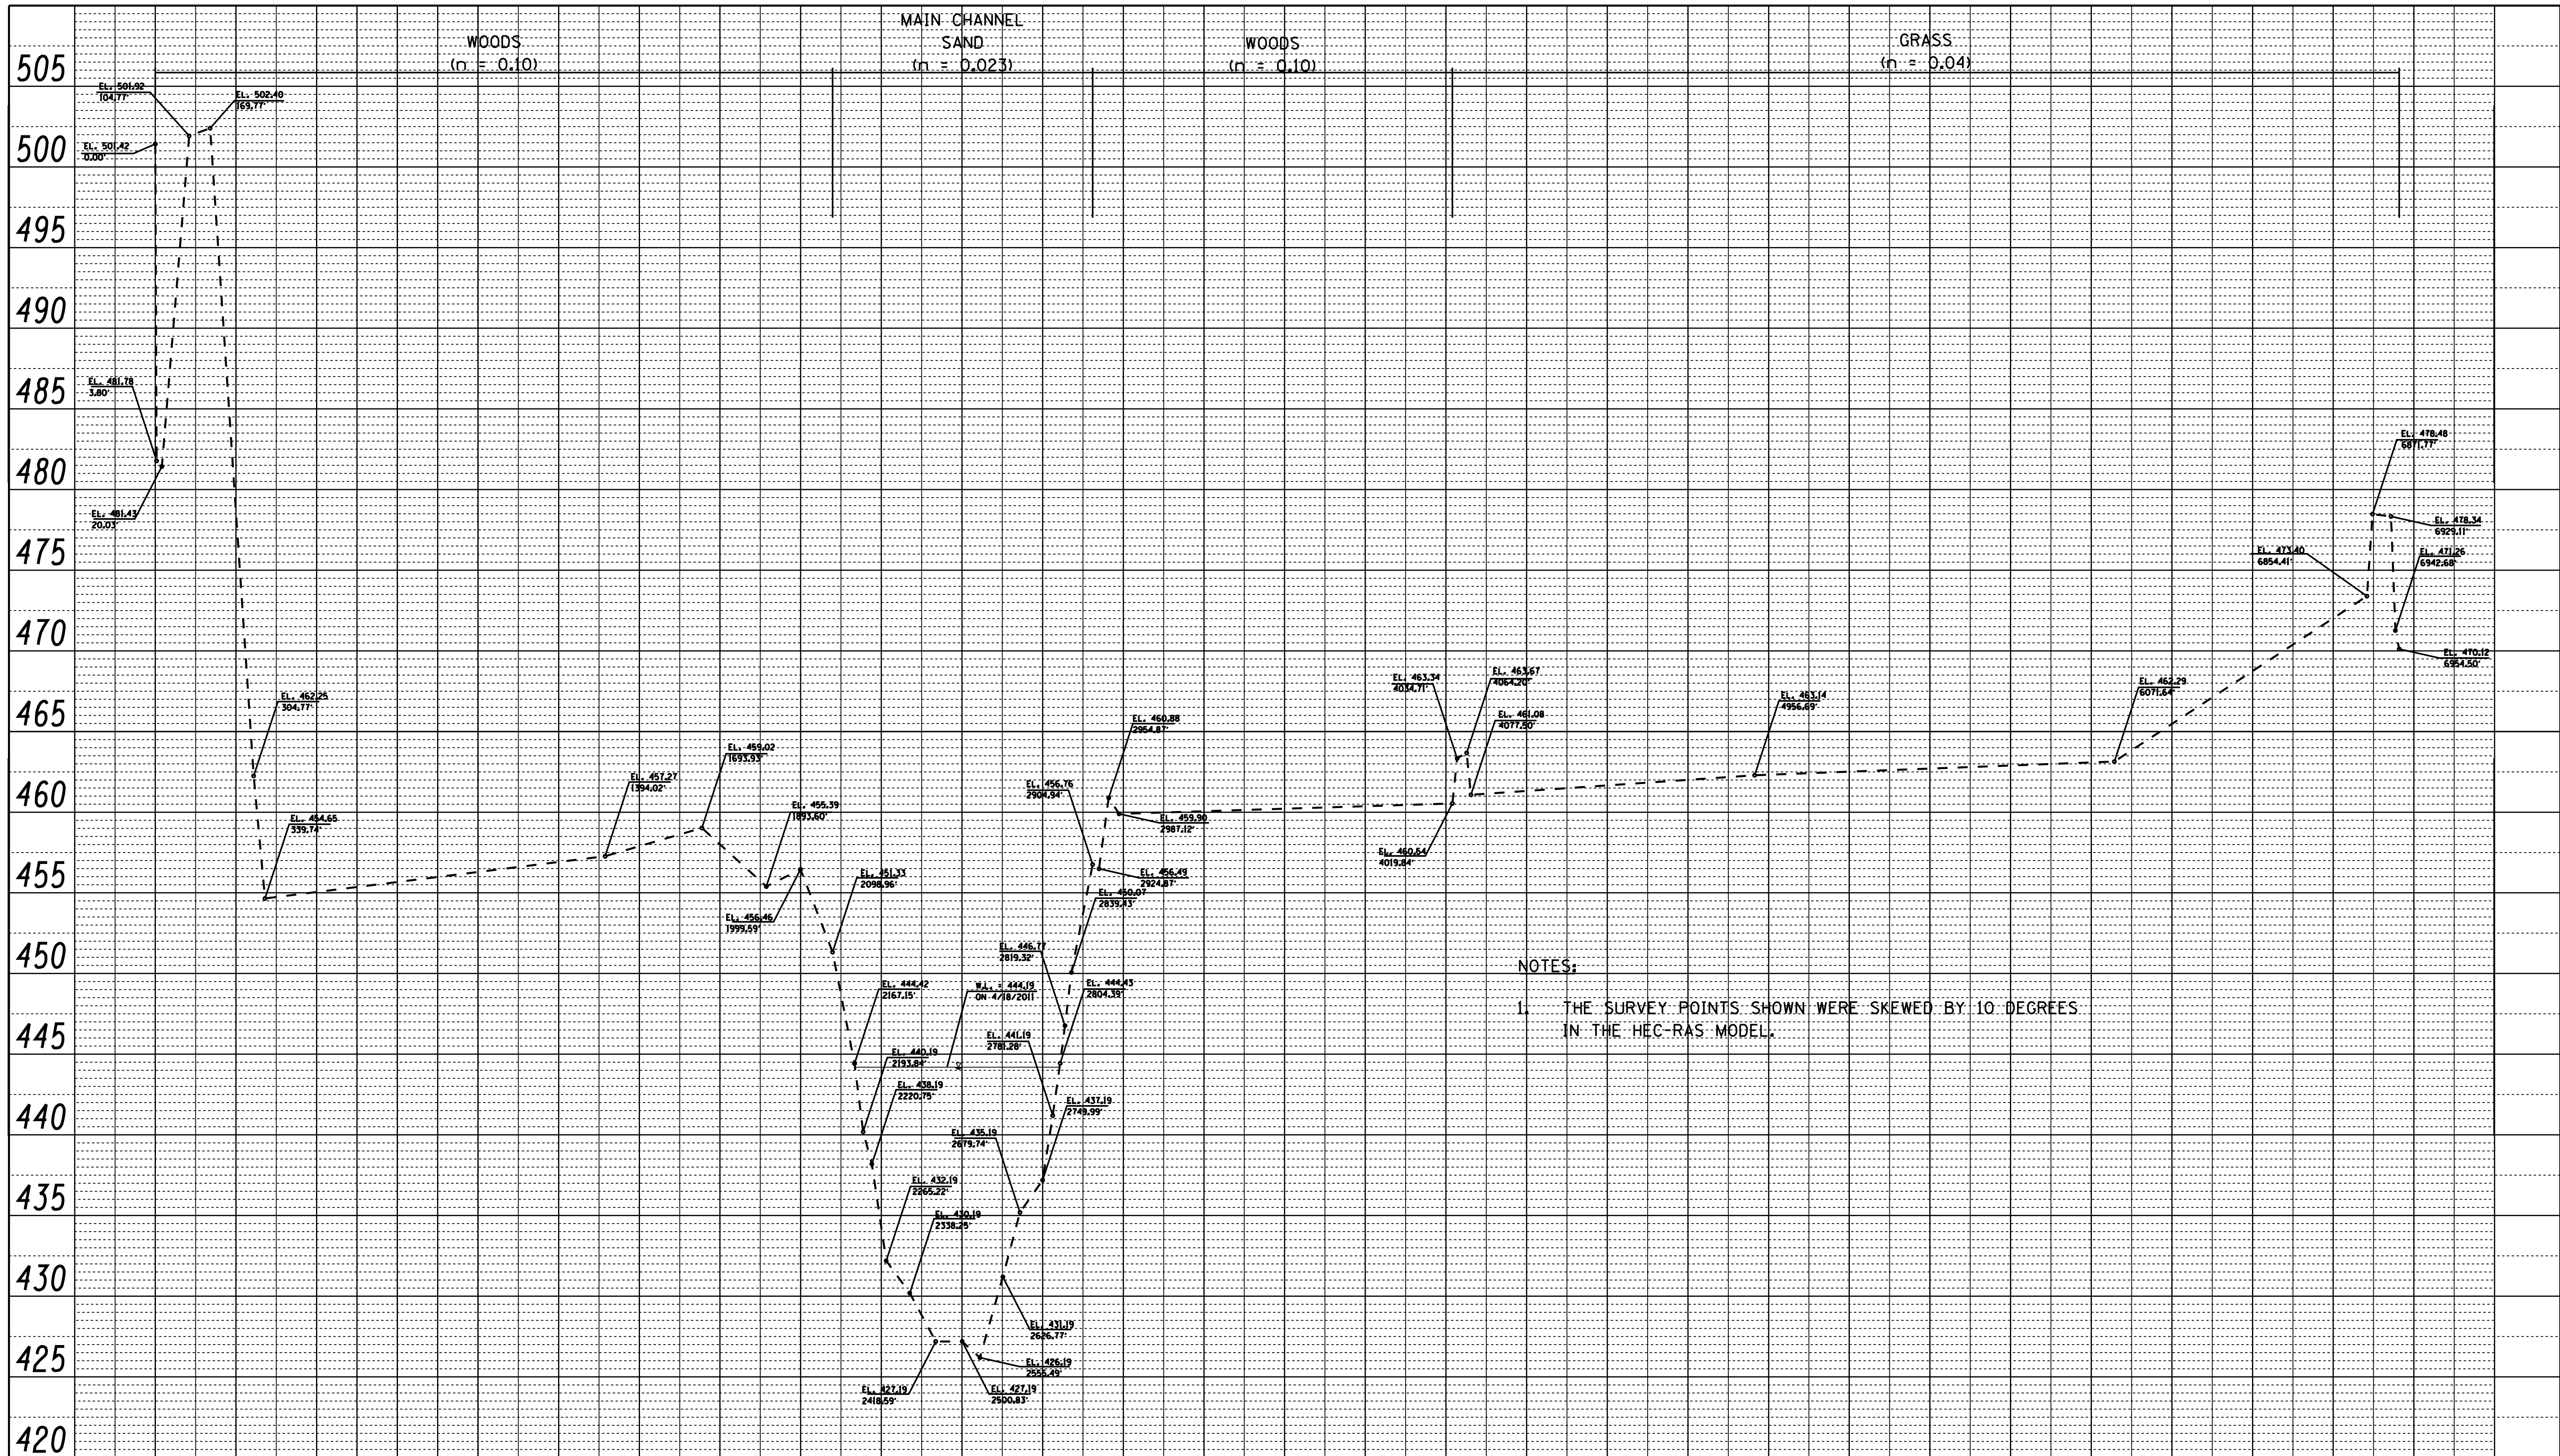 MAIN CHANNEL
WOODS
SAND
WOODS
GRASS
(n = 0.10)
(n = 0.023)
(n = 0.10)
(n = 0.04)
505
500
495
490
485
480
475
470
465
460
455
450
445
440
435
430
425
420
EL. 501.92
104.77'
EL. 502.40
169.77'
EL. 501.42
0.00'
EL. 481.78
3.80'
EL. 481.43
20.03'
EL. 462.25
304.77'
EL. 454.65
339.74'
EL. 457.27
1394.02'
EL. 459.02
1693.93'
EL. 455.39
1893.60'
EL. 456.46
1999.59'
EL. 451.33
2098.96'
EL. 444.42
2167.15'
EL. 440.19
2193.84'
EL. 438.19
2220.75'
EL. 432.19
2265.22'
EL. 430.19
2338.25'
EL. 427.19
2418.59'
EL. 427.19
2500.83'
EL. 426.19
2555.49'
EL. 431.19
2626.77'
EL. 435.19
2679.74'
EL. 437.19
2749.99'
EL. 441.19
2781.28'
W.L. = 444.19
ON 4/18/2011
EL. 444.43
2804.39'
EL. 446.77
2819.32'
EL. 450.07
2839.43'
EL. 456.76
2904.94'
EL. 456.49
2924.87'
EL. 460.88
2954.87'
EL. 459.90
2987.12'
EL. 460.54
4019.84'
EL. 463.34
4034.71'
EL. 463.67
4064.20'
EL. 461.08
4077.50'
EL. 463.14
4956.69'
EL. 462.29
6071.64'
EL. 473.40
6854.41'
EL. 478.48
6871.77'
EL. 478.34
6929.11'
EL. 471.26
6942.68'
EL. 470.12
6954.50'
NOTES:
1. THE SURVEY POINTS SHOWN WERE SKEWED BY 10 DEGREES
IN THE HEC-RAS MODEL.